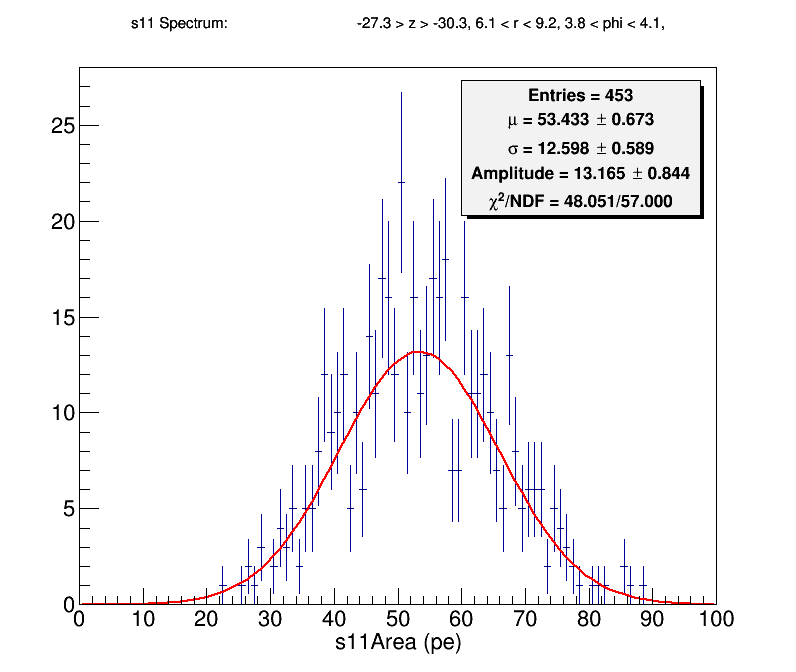 s11 Spectrum: -27.3 > z > -30.3, 6.1 < r < 9.2, 3.8 < phi < 4.1,
Entries = 453
μ = 53.433 ± 0.673
σ = 12.598 ± 0.589
Amplitude = 13.165 ± 0.844
χ²/NDF = 48.051/57.000
25
20
15
10
5
0
0 10 20 30 40 50 60 70 80 90 100
s11Area (pe)